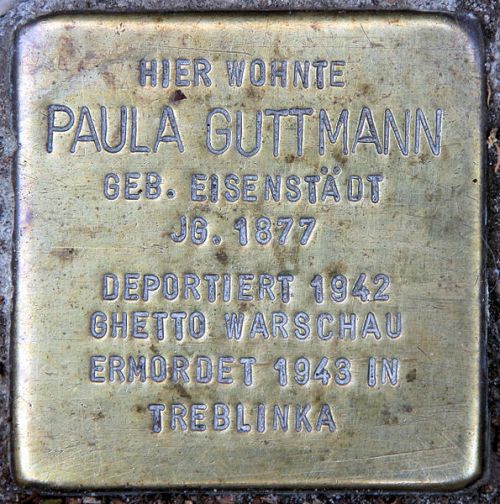 HIER WOHNTE
PAULA GUTTMANN
GEB. EISENSTÄDT
JG. 1877
DEPORTIERT 1942
GHETTO WARSCHAU
ERMORDET 1943 IN
TREBLINKA